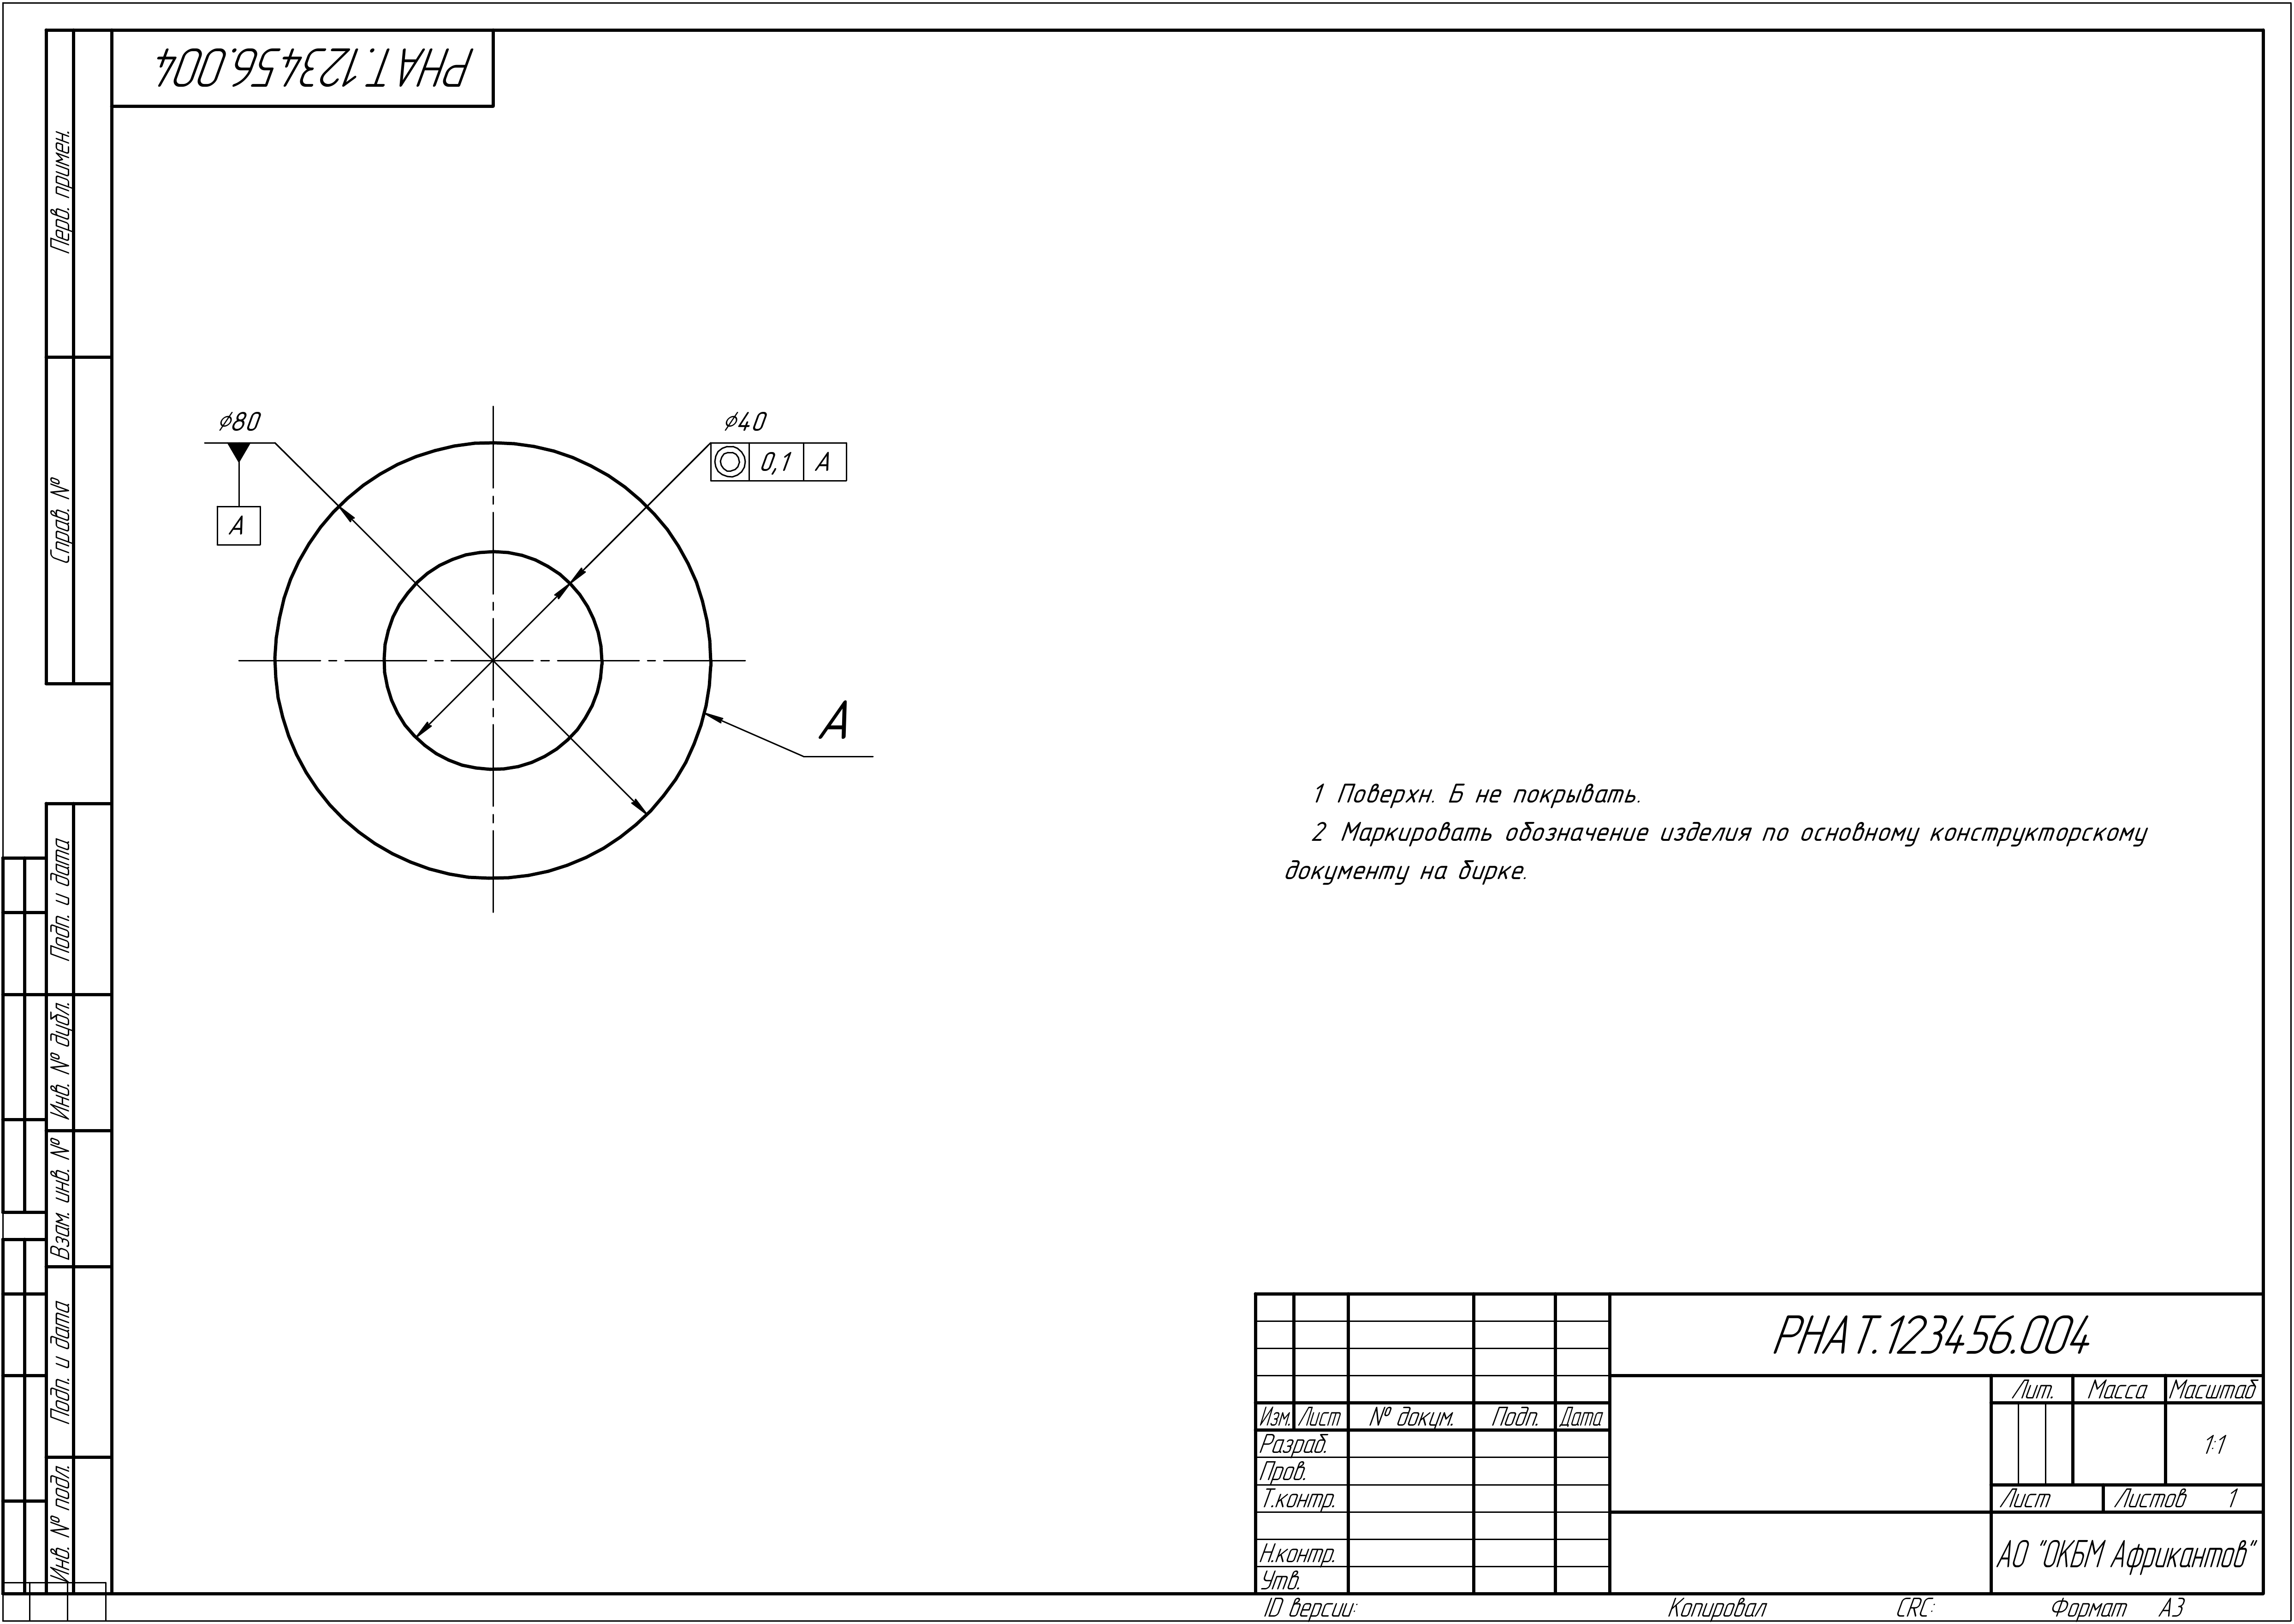 РНАТ.123456.004
Перв. примен.
Справ. №
Подп. и дата
Инв. № дубл.
Взам. инв. №
Подп. и дата
Инв. № подл.
⌀80
A
⌀40
◎ 0,1 A
А
1 Поверхн. Б не покрывать.
2 Маркировать обозначение изделия по основному конструкторскому
документу на бирке.
РНАТ.123456.004
Лит. Масса Масштаб
Изм. Лист № докум. Подп. Дата
Разраб.
1:1
Пров.
Т.контр.
Лист Листов 1
Н.контр.
АО "ОКБМ Африкантов"
Утв.
ID версии: Копировал CRC: Формат А3